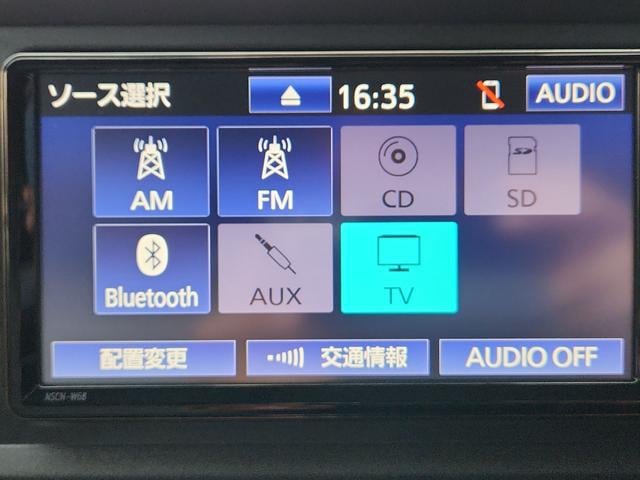 ソース選択 16:35 AUDIO
AM FM CD SD
Bluetooth AUX TV
配置変更 交通情報 AUDIO OFF
NSCN-W68